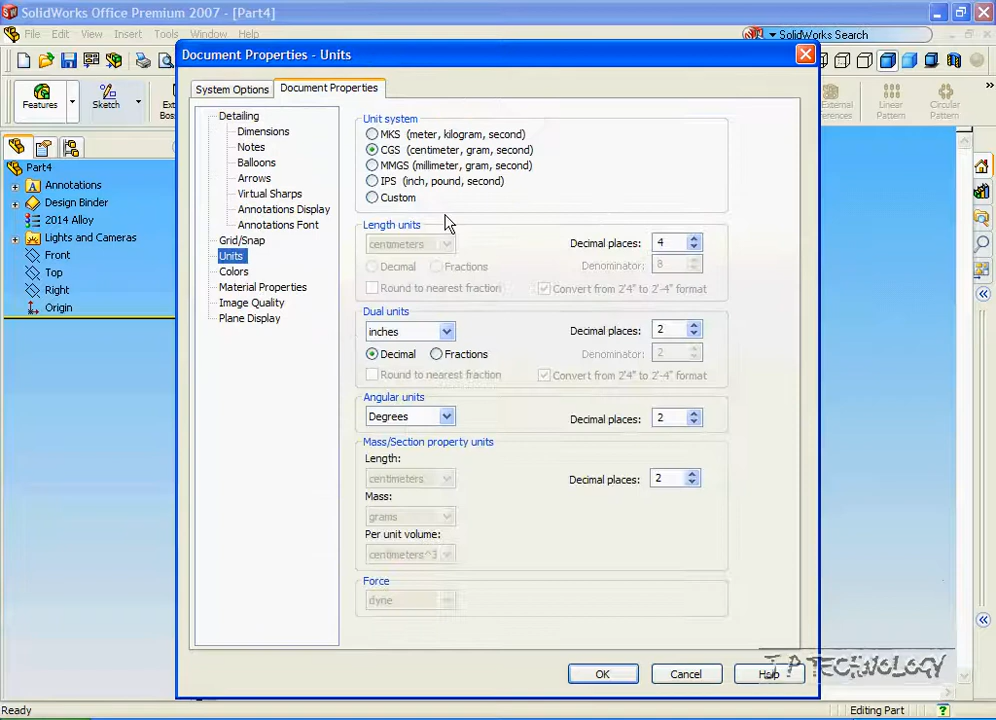 SolidWorks Office Premium 2007 - [Part4]
File Edit View Insert Tools Window Help
SolidWorks Search
Document Properties - Units
System Options Document Properties
Features Sketch
Linear Pattern Circular Pattern
Part4
Annotations
Design Binder
2014 Alloy
Lights and Cameras
Front
Top
Right
Origin
Detailing
Dimensions
Notes
Balloons
Arrows
Virtual Sharps
Annotations Display
Annotations Font
Grid/Snap
Units
Colors
Material Properties
Image Quality
Plane Display
Unit system
MKS (meter, kilogram, second)
CGS (centimeter, gram, second)
MMGS (millimeter, gram, second)
IPS (inch, pound, second)
Custom
Length units
centimeters Decimal places: 4
Decimal Fractions Denominator: 8
Round to nearest fraction Convert from 2'4" to 2'-4" format
Dual units
inches Decimal places: 2
Decimal Fractions Denominator: 2
Round to nearest fraction Convert from 2'4" to 2'-4" format
Angular units
Degrees Decimal places: 2
Mass/Section property units
Length:
centimeters Decimal places: 2
Mass:
grams
Per unit volume:
centimeters^3
Force
dyne
OK Cancel Help
TECHNOLOGY
Ready Editing Part